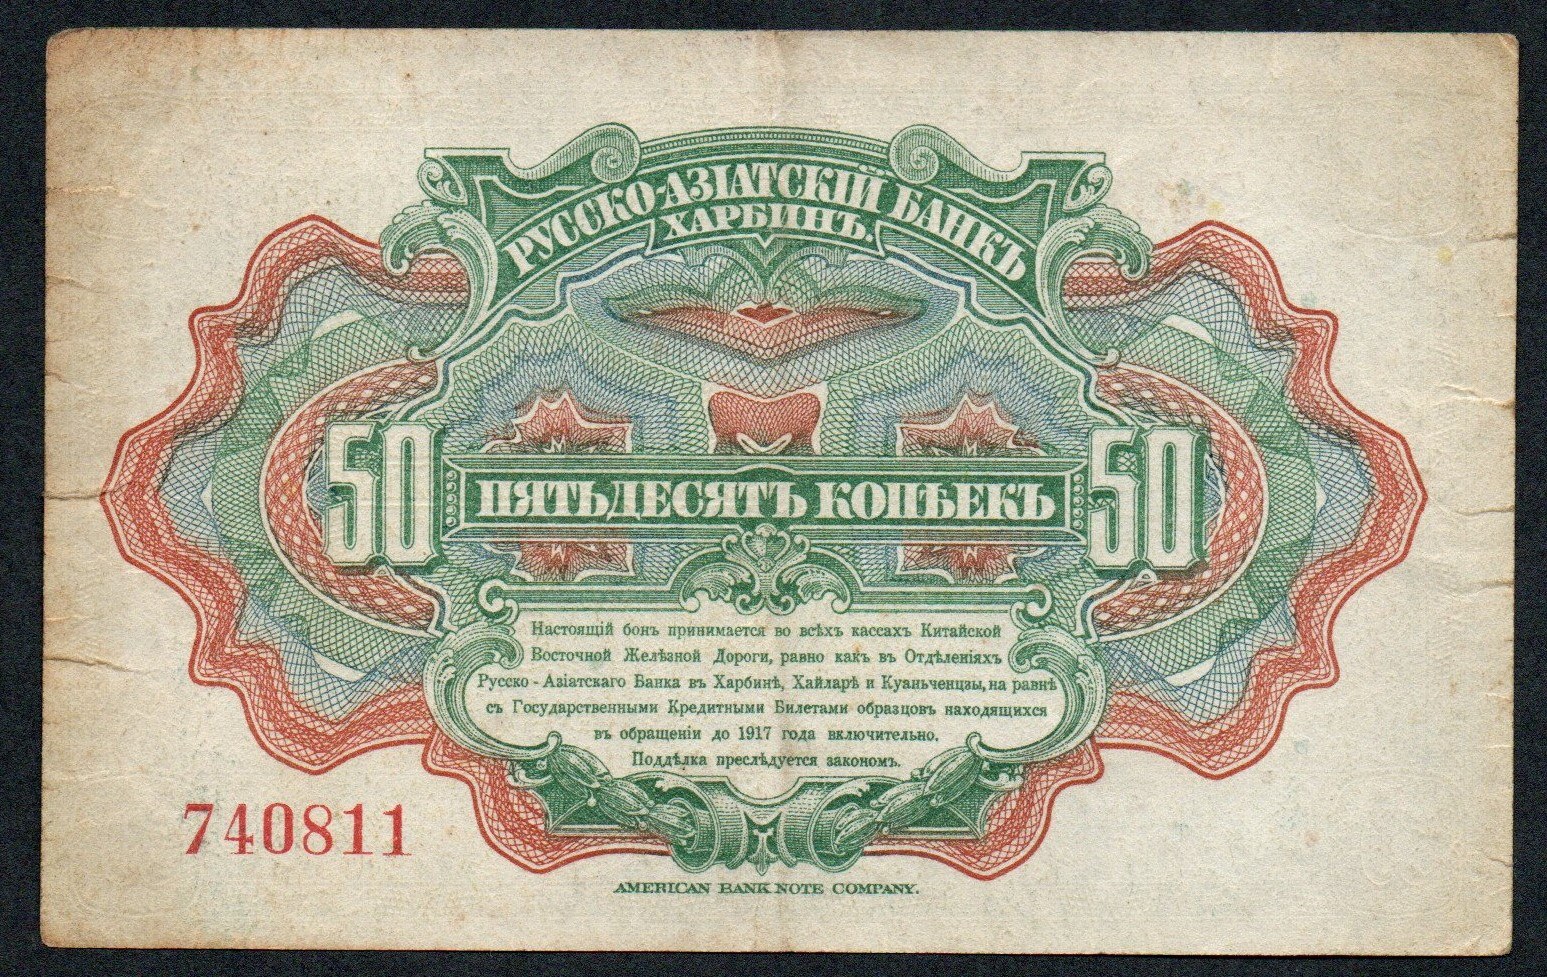 РУССКО-АЗІАТСКІЙ БАНКЪ
ХАРБИНЪ.
50 ПЯТЬДЕСЯТЪ КОПѢЕКЪ 50
Настоящій бонъ принимается во всѣхъ кассахъ Китайской
Восточной Желѣзной Дороги, равно какъ въ Отдѣленіяхъ
Русско-Азіатскаго Банка въ Харбинѣ, Хайларѣ и Куаньченцзы, на равнѣ
съ Государственными Кредитными Билетами образцовъ находящихся
въ обращеніи до 1917 года включительно.
Поддѣлка преслѣдуется закономъ.
740811
AMERICAN BANK NOTE COMPANY.